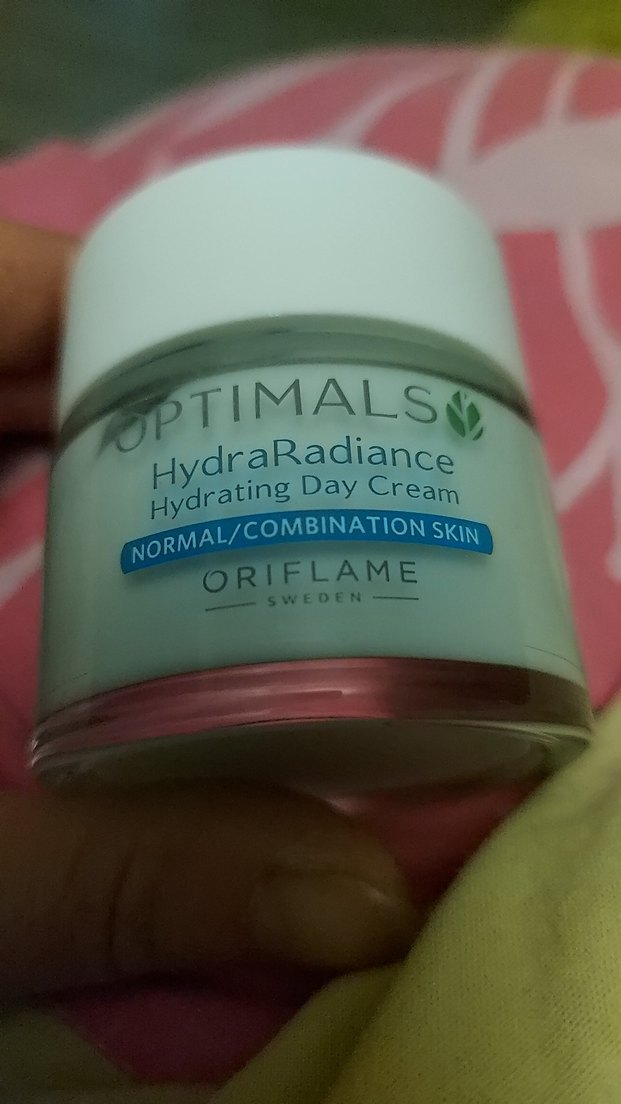 OPTIMALS
HydraRadiance
Hydrating Day Cream
NORMAL/COMBINATION SKIN
ORIFLAME
SWEDEN